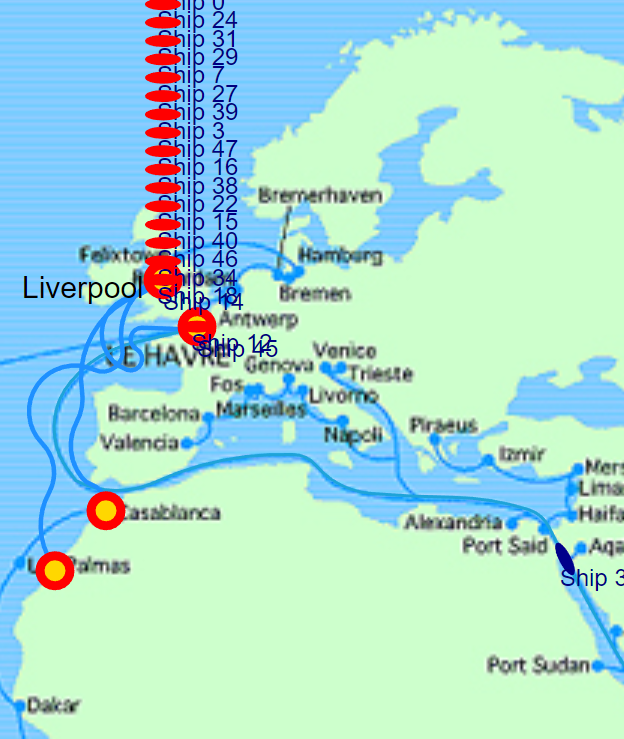 Ship 0
Ship 24
Ship 31
Ship 29
Ship 7
Ship 27
Ship 39
Ship 3
Ship 47
Ship 16
Ship 38
Bremerhaven
Ship 22
Ship 15
Ship 40
Felixtow
Hamburg
Ship 46
Ship 34
Liverpool
Ship 18
Bremen
Ship 14
Antwerp
Ship 12
Ship 45
LE HAVRE
Venice
Genova
Trieste
Fos
Livorno
Marseilles
Barcelona
Napoli
Piraeus
Valencia
Izmir
Mers
Limas
Casablanca
Alexandria
Haifa
Port Said
Aqa
Palmas
Ship 3
Port Sudan
Dakar